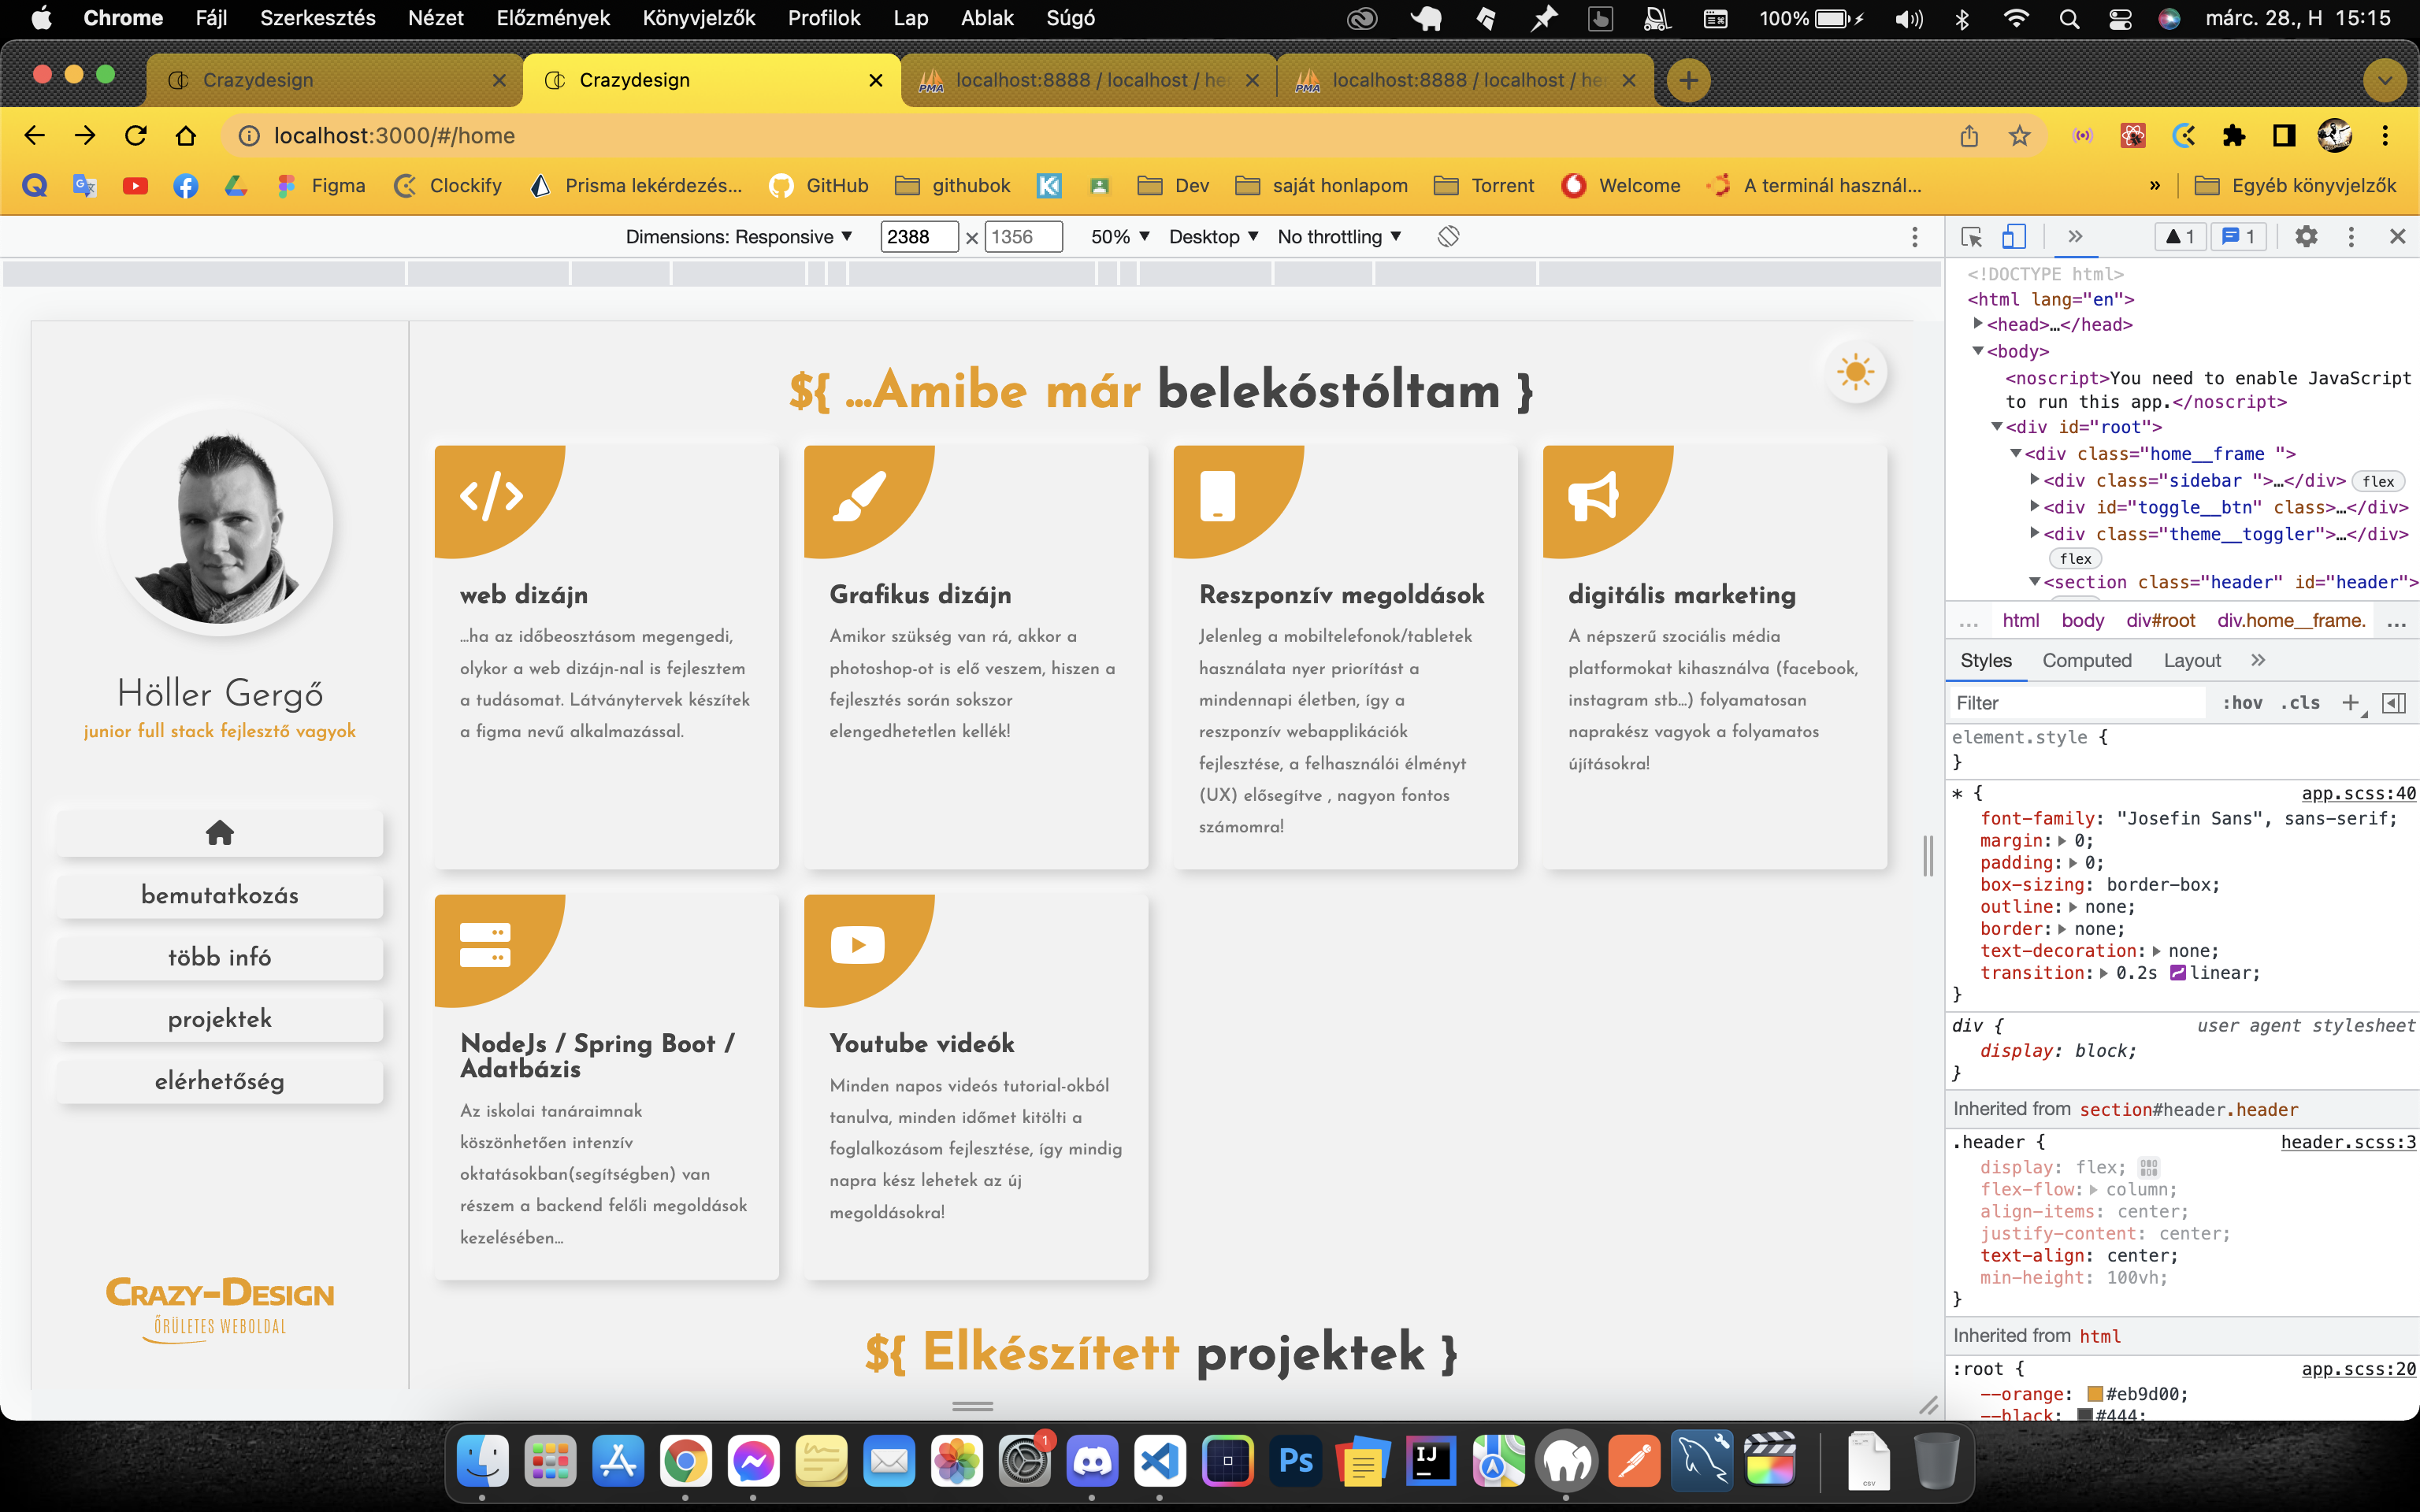 Chrome Fájl Szerkesztés Nézet Előzmények Könyvjelzők Profilok Lap Ablak Súgó 100% márc. 28., H 15:15
Crazydesign Crazydesign localhost:8888 / localhost / he localhost:8888 / localhost / he
localhost:3000/#/home
Figma Clockify Prisma lekérdezés... GitHub githubok Dev saját honlapom Torrent Welcome A terminál használ... » Egyéb könyvjelzők
Dimensions: Responsive 2388 × 1356 50% Desktop No throttling
1 1
${ ...Amibe már belekóstóltam }
Höller Gergő
junior full stack fejlesztő vagyok
bemutatkozás
több infó
projektek
elérhetőség
CRAZY-DESIGN
ŐRÜLETES WEBOLDAL
web dizájn
...ha az időbeosztásom megengedi,
olykor a web dizájn-nal is fejlesztem
a tudásomat. Látványtervek készítek
a figma nevű alkalmazással.
Grafikus dizájn
Amikor szükség van rá, akkor a
photoshop-ot is elő veszem, hiszen a
fejlesztés során sokszor
elengedhetetlen kellék!
Reszponzív megoldások
Jelenleg a mobiltelefonok/tabletek
használata nyer priorítást a
mindennapi életben, így a
reszponzív webapplikációk
fejlesztése, a felhasználói élményt
(UX) elősegítve , nagyon fontos
számomra!
digitális marketing
A népszerű szociális média
platformokat kihasználva (facebook,
instagram stb...) folyamatosan
naprakész vagyok a folyamatos
újításokra!
NodeJs / Spring Boot /
Adatbázis
Az iskolai tanáraimnak
köszönhetően intenzív
oktatásokban(segítségben) van
részem a backend felőli megoldások
kezelésében...
Youtube videók
Minden napos videós tutorial-okból
tanulva, minden időmet kitölti a
foglalkozásom fejlesztése, így mindig
napra kész lehetek az új
megoldásokra!
${ Elkészített projektek }
<!DOCTYPE html>
<html lang="en">
<head>…</head>
<body>
<noscript>You need to enable JavaScript
to run this app.</noscript>
<div id="root">
<div class="home__frame ">
<div class="sidebar ">…</div> flex
<div id="toggle__btn" class>…</div>
<div class="theme__toggler">…</div>
flex
<section class="header" id="header">
... html body div#root div.home__frame. ...
Styles Computed Layout »
Filter :hov .cls +
element.style {
}
* { app.scss:40
font-family: "Josefin Sans", sans-serif;
margin: 0;
padding: 0;
box-sizing: border-box;
outline: none;
border: none;
text-decoration: none;
transition: 0.2s linear;
}
div { user agent stylesheet
display: block;
}
Inherited from section#header.header
.header { header.scss:3
display: flex;
flex-flow: column;
align-items: center;
justify-content: center;
text-align: center;
min-height: 100vh;
}
Inherited from html
:root { app.scss:20
--orange: #eb9d00;
--black: #444;
1 Ps IJ CSV